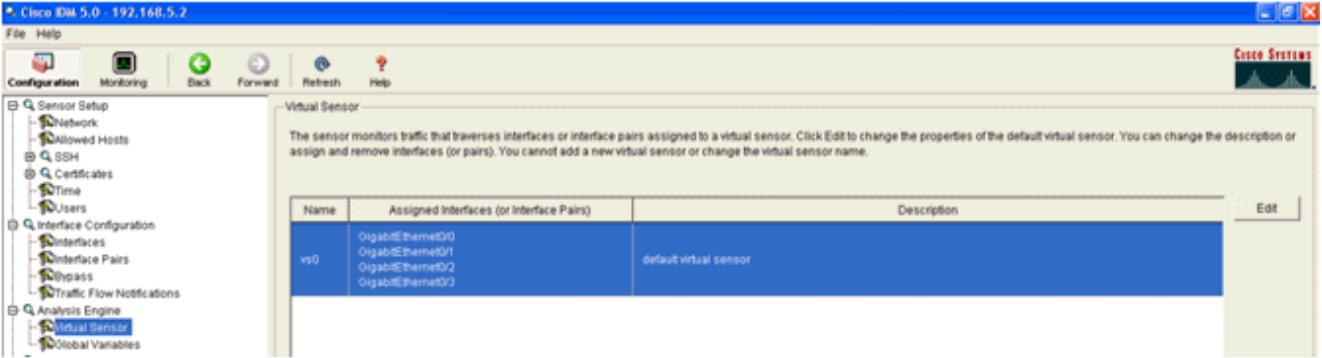 Cisco IDM 5.0 - 192.168.5.2
File Help
Configuration Monitoring Back Forward Refresh Help
CISCO SYSTEMS
Sensor Setup
Network
Allowed Hosts
SSH
Certificates
Time
Users
Interface Configuration
Interfaces
Interface Pairs
Bypass
Traffic Flow Notifications
Analysis Engine
Virtual Sensor
Global Variables
Virtual Sensor
The sensor monitors traffic that traverses interfaces or interface pairs assigned to a virtual sensor. Click Edit to change the properties of the default virtual sensor. You can change the description or
assign and remove interfaces (or pairs). You cannot add a new virtual sensor or change the virtual sensor name.
Name Assigned Interfaces (or Interface Pairs) Description Edit
GigabitEthernet0/0
GigabitEthernet0/1
vs0 default virtual sensor
GigabitEthernet0/2
GigabitEthernet0/3